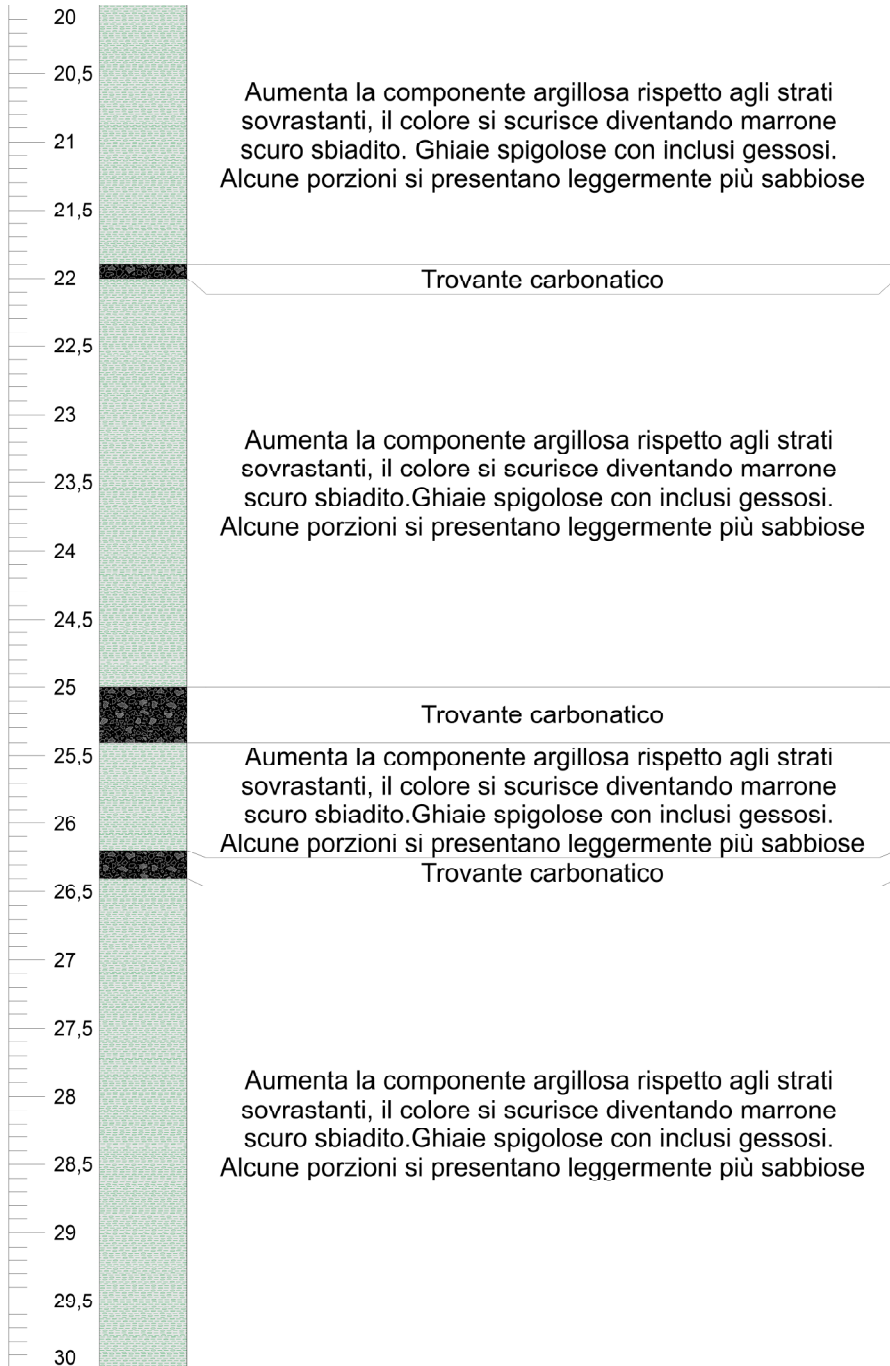 20
20,5
Aumenta la componente argillosa rispetto agli strati
sovrastanti, il colore si scurisce diventando marrone
21
scuro sbiadito. Ghiaie spigolose con inclusi gessosi.
Alcune porzioni si presentano leggermente più sabbiose
21,5
22
Trovante carbonatico
22,5
23
Aumenta la componente argillosa rispetto agli strati
sovrastanti, il colore si scurisce diventando marrone
23,5
scuro sbiadito.Ghiaie spigolose con inclusi gessosi.
Alcune porzioni si presentano leggermente più sabbiose
24
24,5
25
Trovante carbonatico
25,5
Aumenta la componente argillosa rispetto agli strati
sovrastanti, il colore si scurisce diventando marrone
scuro sbiadito.Ghiaie spigolose con inclusi gessosi.
26
Alcune porzioni si presentano leggermente più sabbiose
Trovante carbonatico
26,5
27
27,5
28
Aumenta la componente argillosa rispetto agli strati
sovrastanti, il colore si scurisce diventando marrone
scuro sbiadito.Ghiaie spigolose con inclusi gessosi.
28,5
Alcune porzioni si presentano leggermente più sabbiose
29
29,5
30